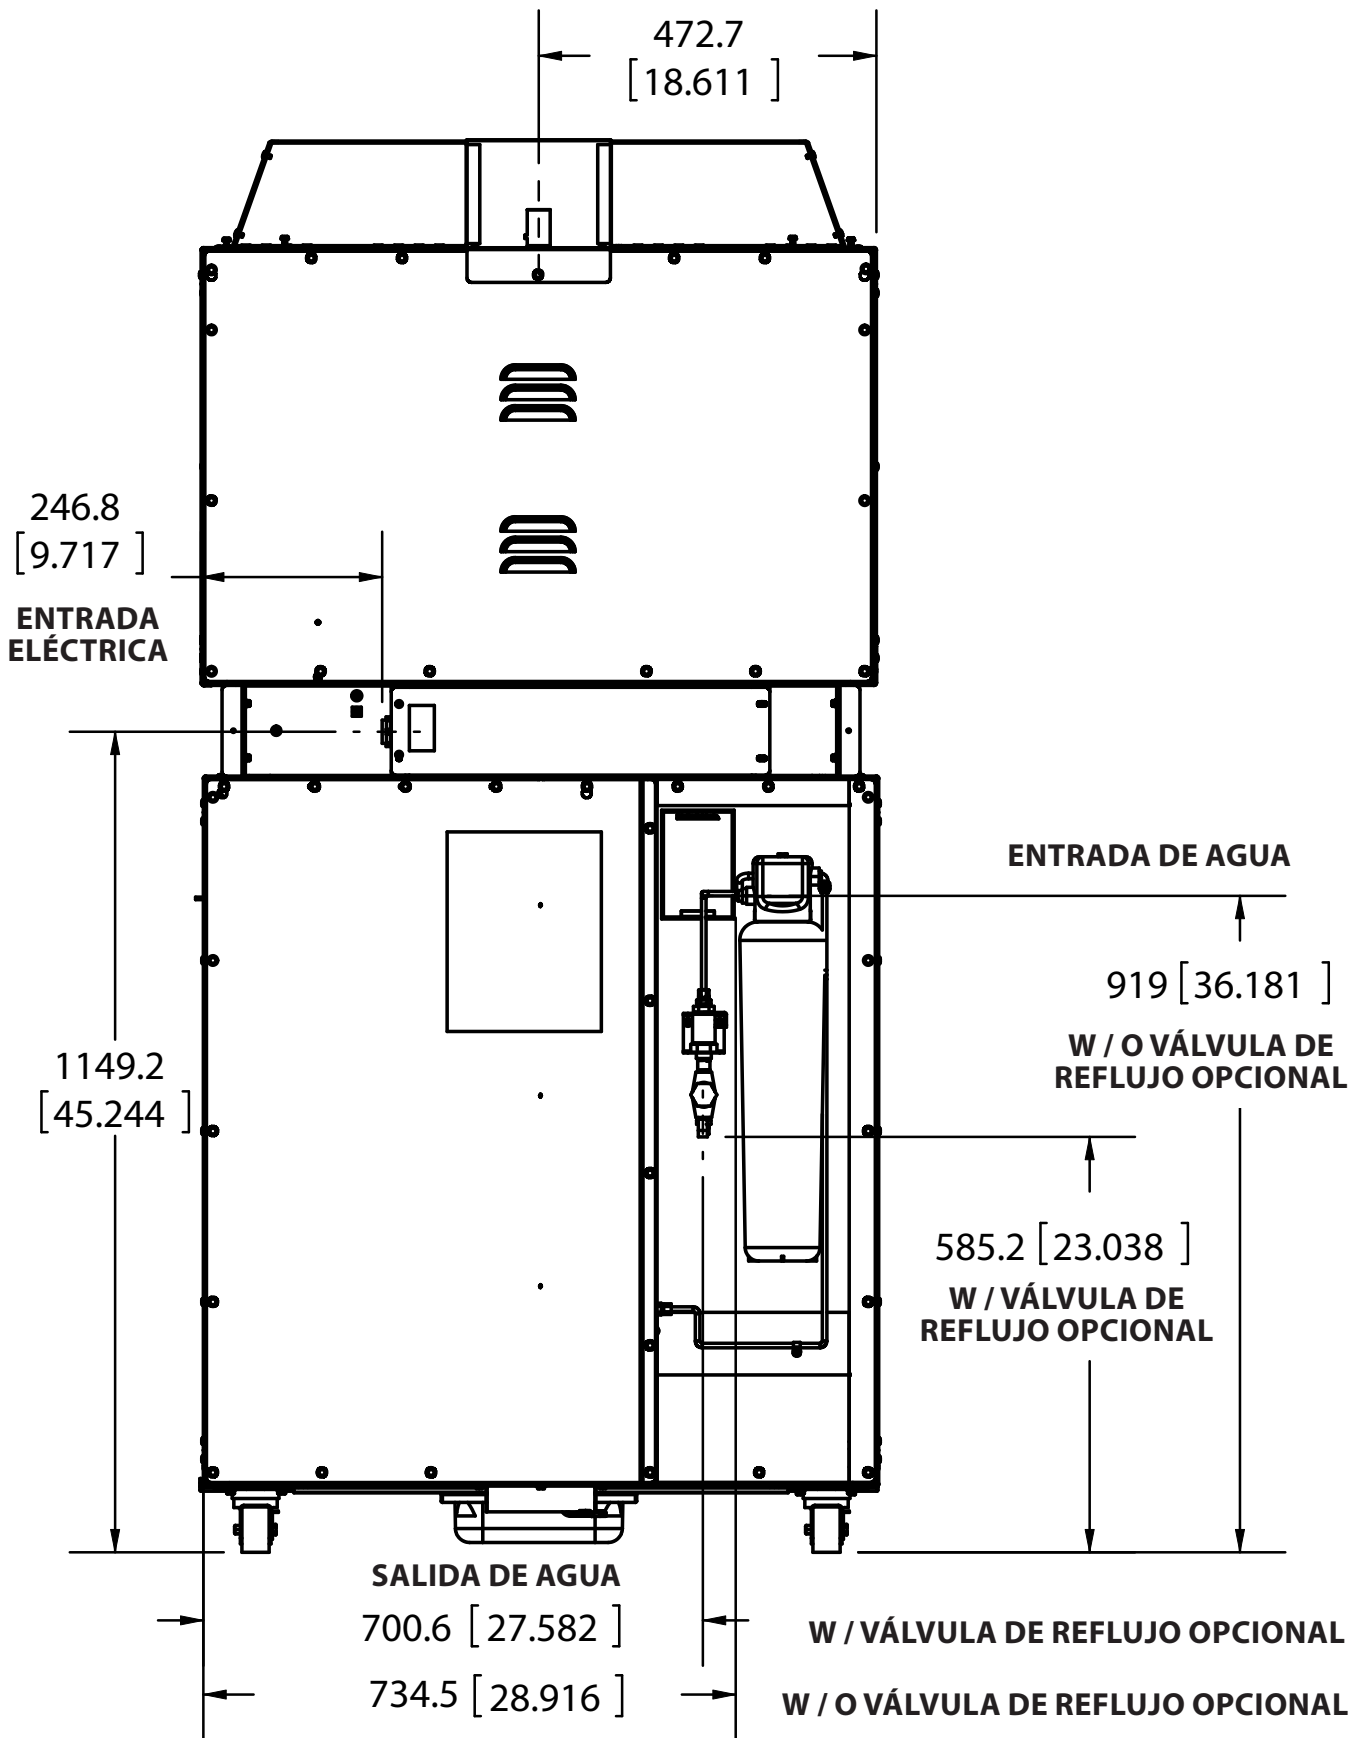 472.7
[18.611 ]
246.8
[9.717 ]
ENTRADA
ELÉCTRICA
ENTRADA DE AGUA
919 [36.181 ]
W / O VÁLVULA DE
REFLUJO OPCIONAL
1149.2
[45.244 ]
585.2 [23.038 ]
W / VÁLVULA DE
REFLUJO OPCIONAL
SALIDA DE AGUA
700.6 [27.582 ]
W / VÁLVULA DE REFLUJO OPCIONAL
734.5 [28.916 ]
W / O VÁLVULA DE REFLUJO OPCIONAL